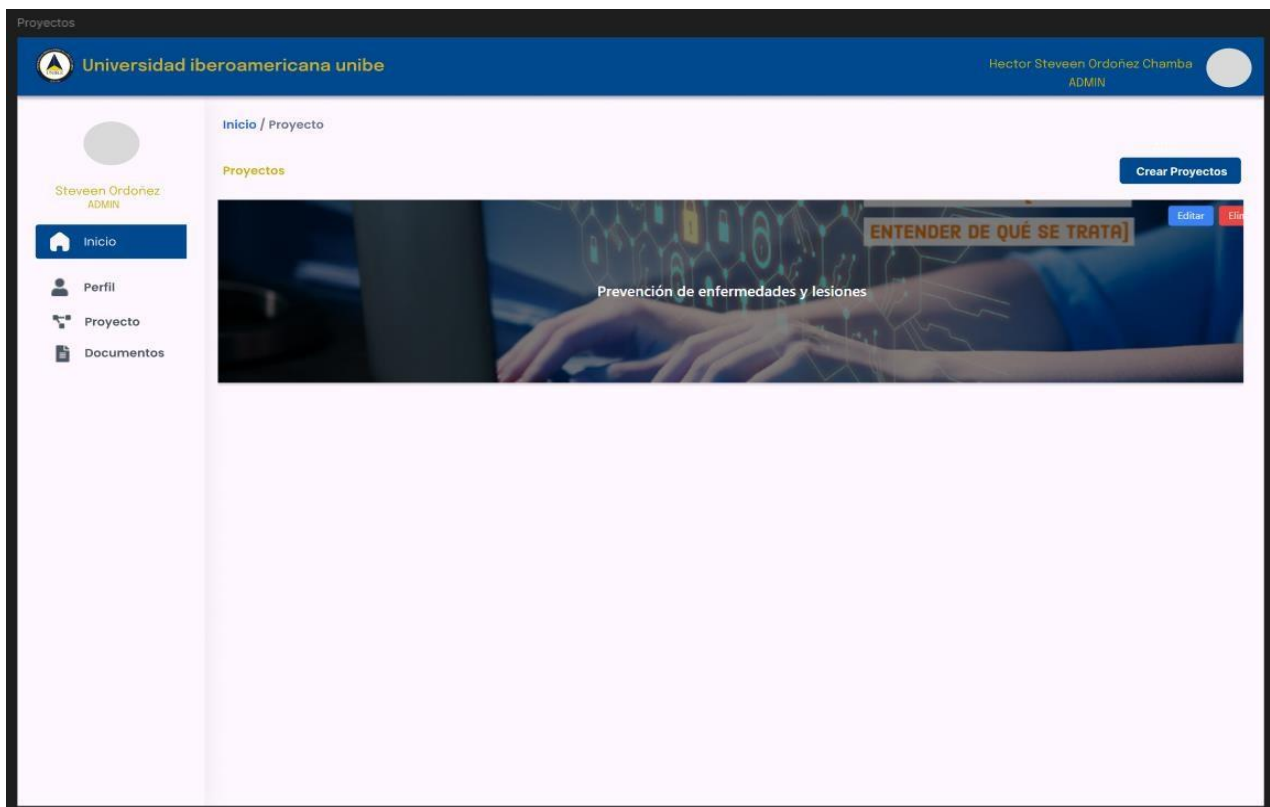 Proyectos
Universidad iberoamericana unibe
Hector Steveen Ordoñez Chamba
ADMIN
Steveen Ordoñez
ADMIN
Inicio
Perfil
Proyecto
Documentos
Inicio / Proyecto
Proyectos
Crear Proyectos
ENTENDER DE QUÉ SE TRATA]
Editar
Elin
Prevención de enfermedades y lesiones